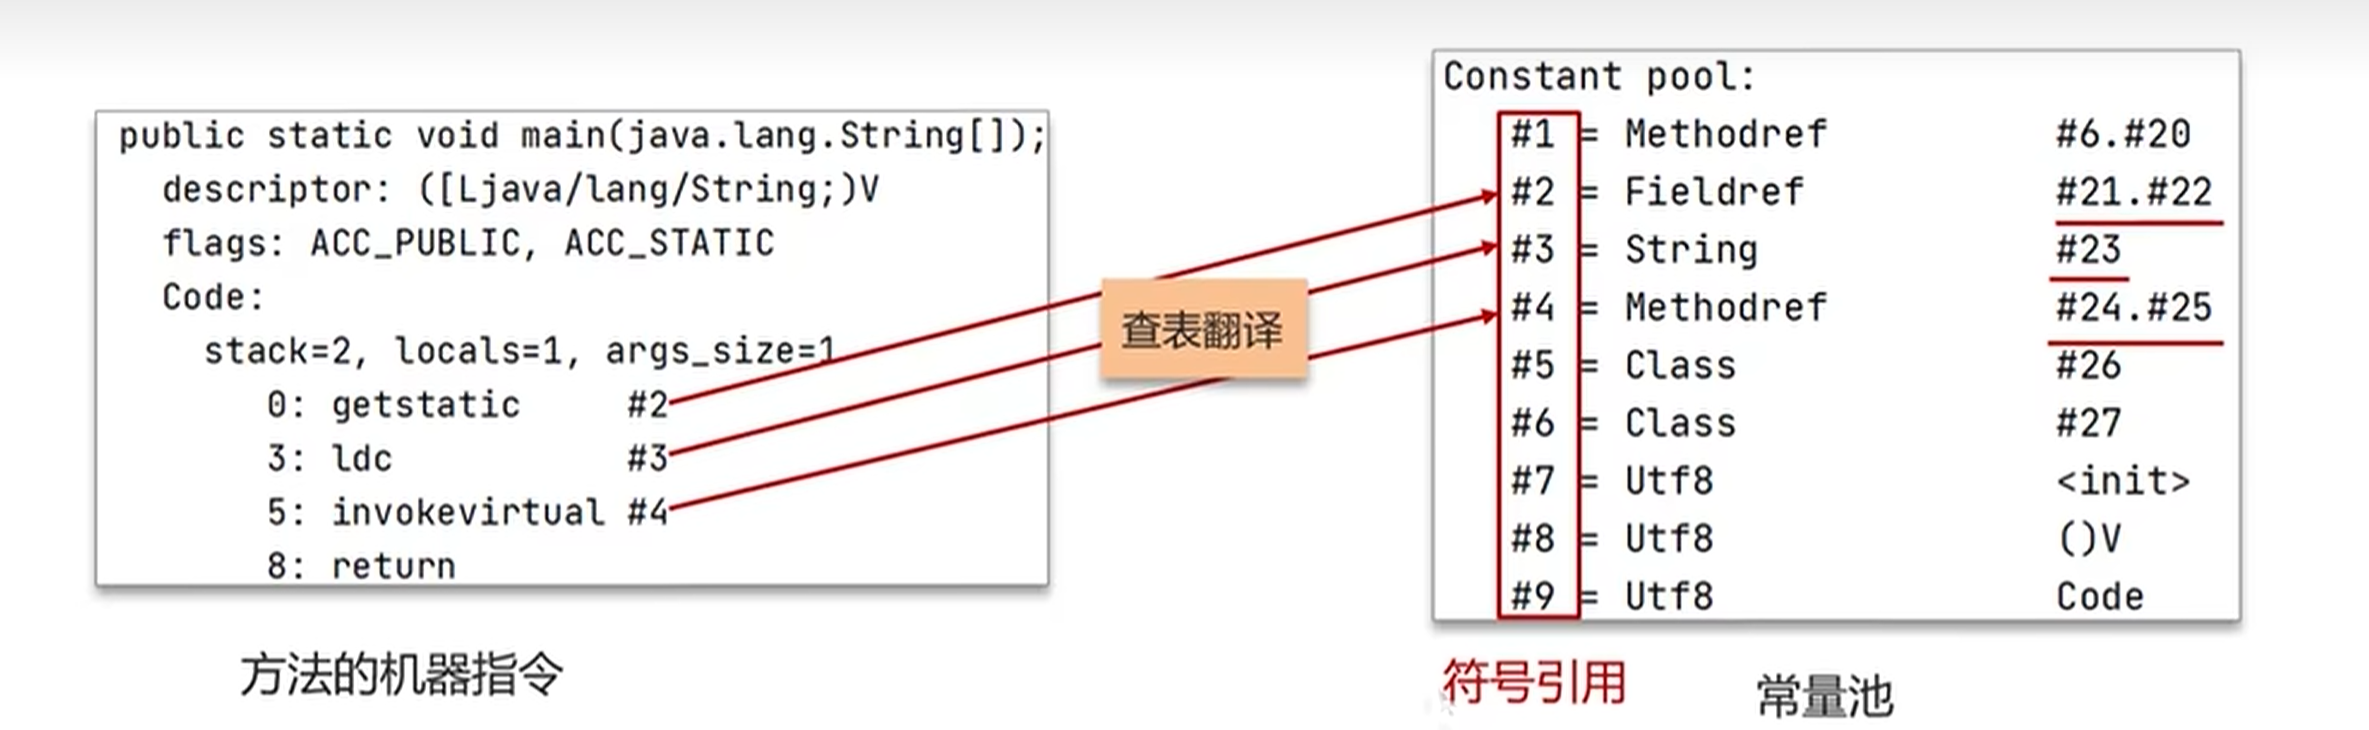 public static void main(java.lang.String[]);
descriptor: ([Ljava/lang/String;)V
flags: ACC_PUBLIC, ACC_STATIC
Code:
stack=2, locals=1, args_size=1
0: getstatic #2
3: ldc #3
5: invokevirtual #4
8: return
方法的机器指令
查表翻译
Constant pool:
#1 = Methodref #6.#20
#2 = Fieldref #21.#22
#3 = String #23
#4 = Methodref #24.#25
#5 = Class #26
#6 = Class #27
#7 = Utf8 <init>
#8 = Utf8 ()V
#9 = Utf8 Code
符号引用
常量池